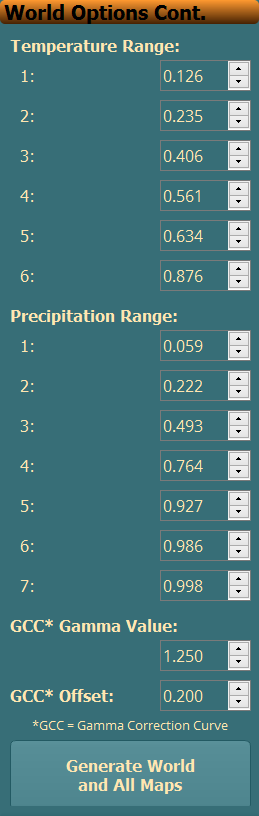 World Options Cont.
Temperature Range:
1: 0.126
2: 0.235
3: 0.406
4: 0.561
5: 0.634
6: 0.876
Precipitation Range:
1: 0.059
2: 0.222
3: 0.493
4: 0.764
5: 0.927
6: 0.986
7: 0.998
GCC* Gamma Value:
1.250
GCC* Offset: 0.200
*GCC = Gamma Correction Curve
Generate World
and All Maps